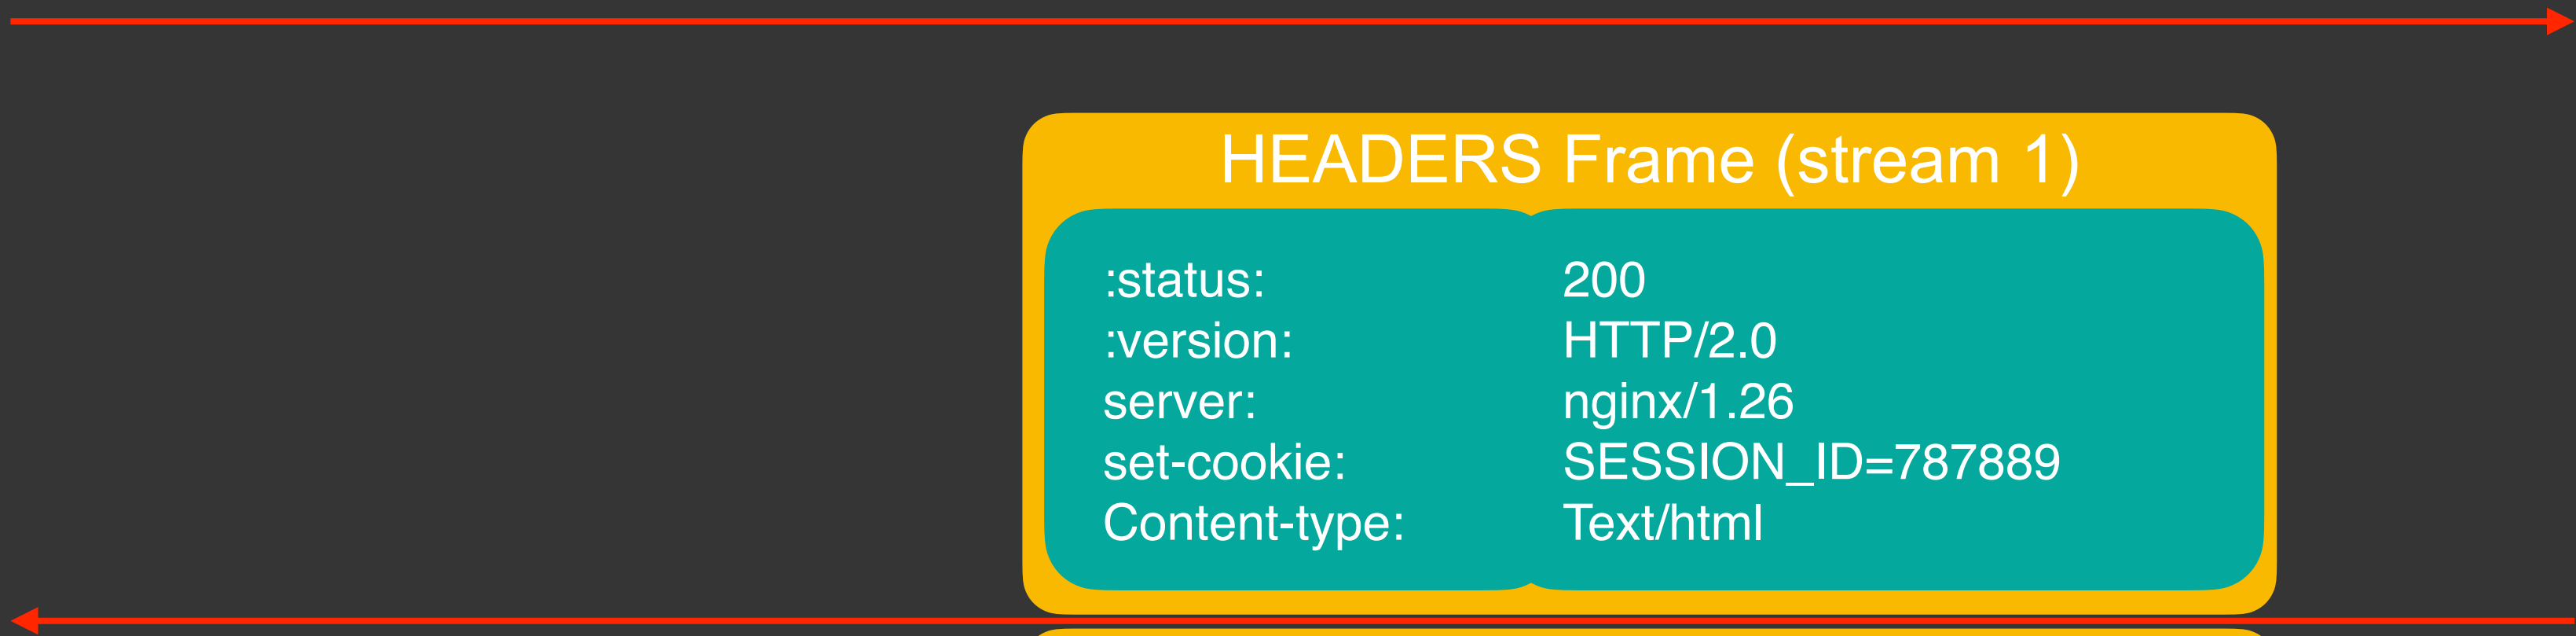 HEADERS Frame (stream 1)
:status: 200
:version: HTTP/2.0
server: nginx/1.26
set-cookie: SESSION_ID=787889
Content-type: Text/html